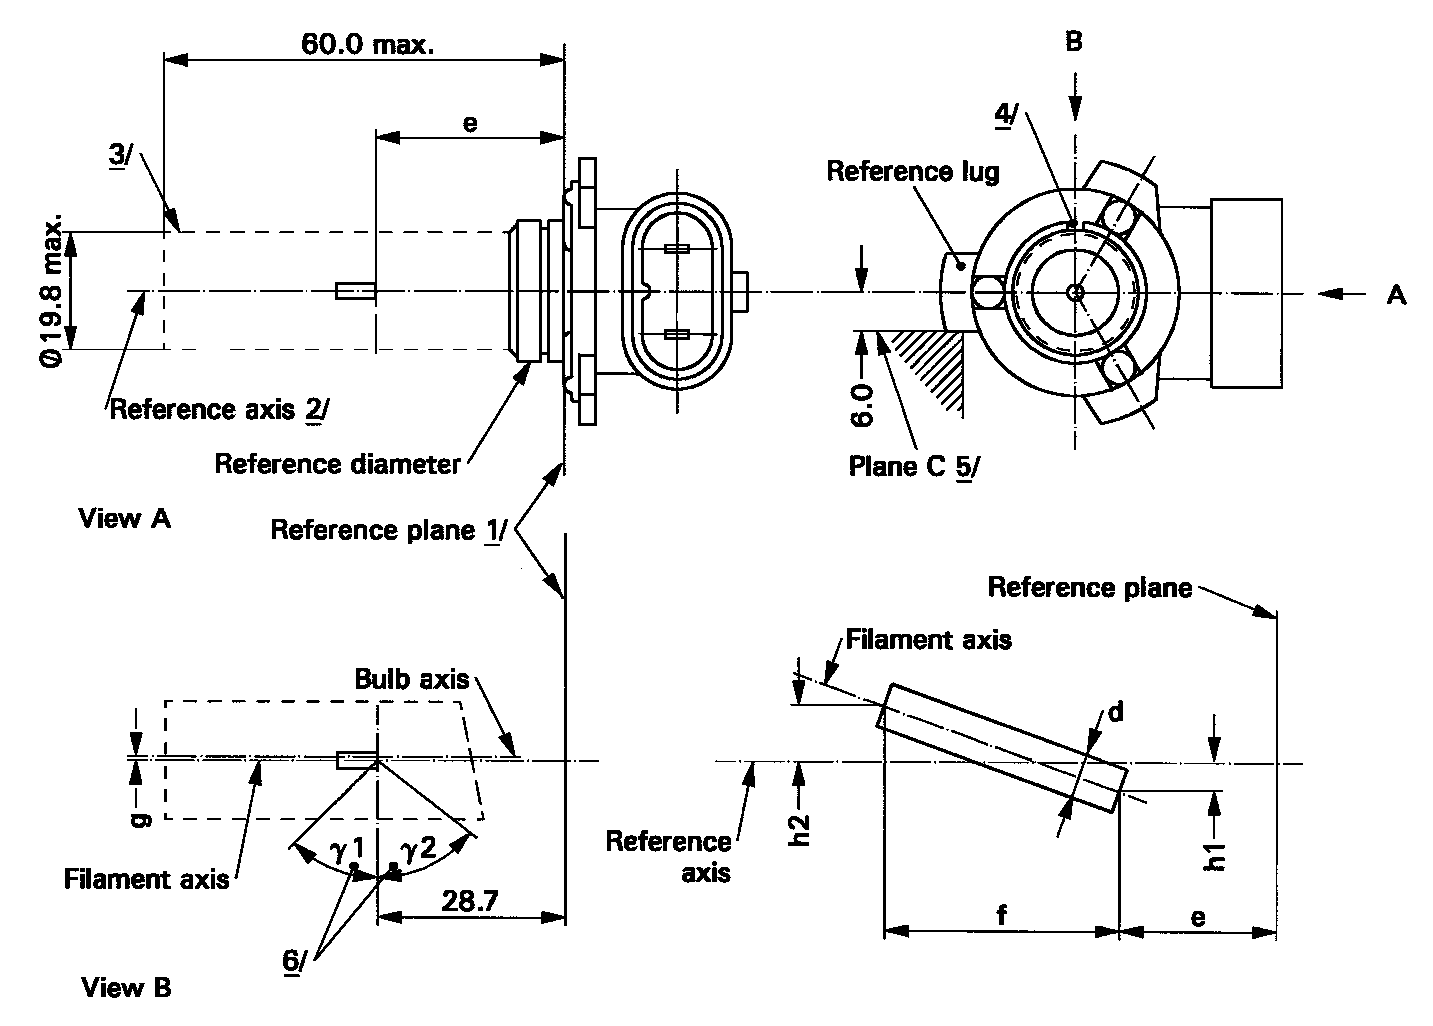 60.0 max.
B
e
4/
3/
Reference lug
Ø19.8 max.
A
6.0
Reference axis 2/
Reference diameter
Plane C 5/
View A
Reference plane 1/
Reference plane
Filament axis
Bulb axis
d
g
h2
h1
γ1
γ2
Reference
axis
Filament axis
28.7
f
e
6/
View B